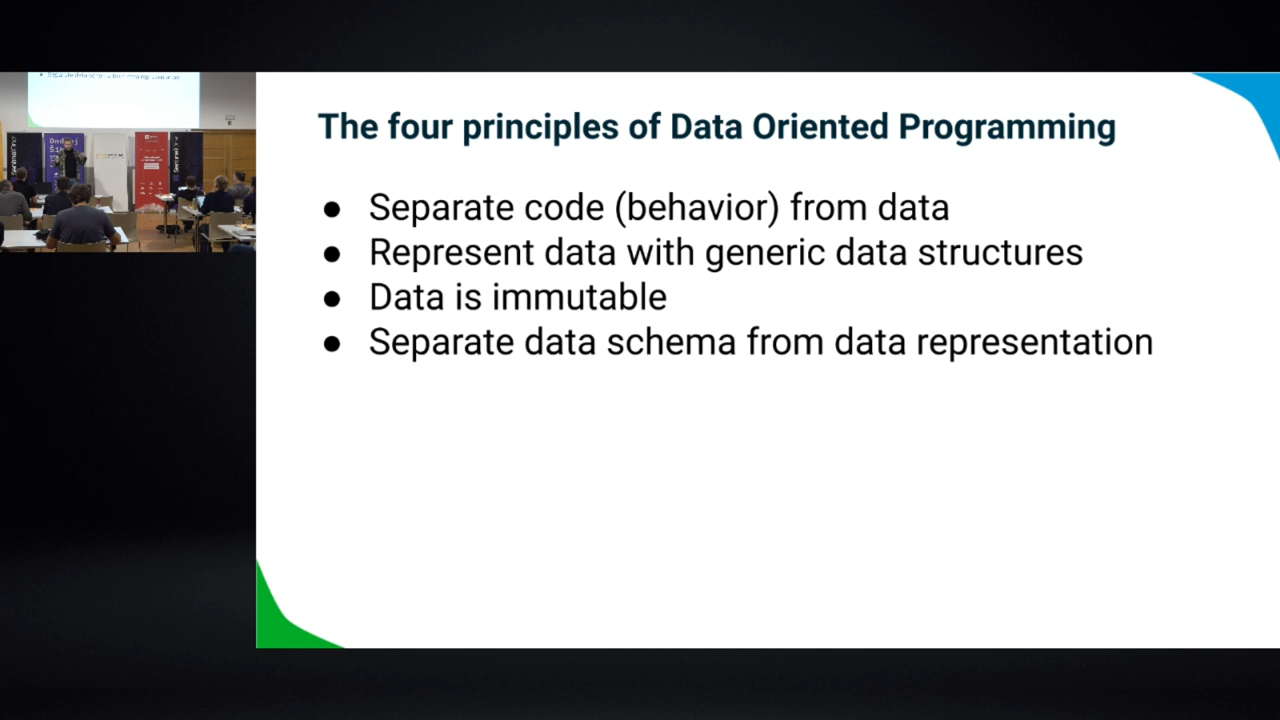 The four principles of Data Oriented Programming
● Separate code (behavior) from data
● Represent data with generic data structures
● Data is immutable
● Separate data schema from data representation